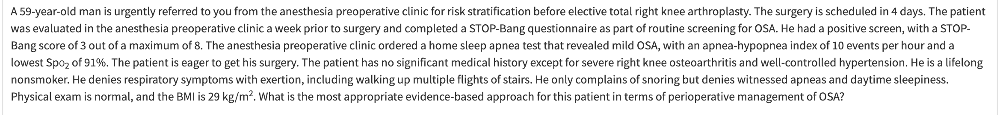 A 59-year-old man is urgently referred to you from the anesthesia preoperative clinic for risk stratification before elective total right knee arthroplasty. The surgery is scheduled in 4 days. The patient
was evaluated in the anesthesia preoperative clinic a week prior to surgery and completed a STOP-Bang questionnaire as part of routine screening for OSA. He had a positive screen, with a STOP-
Bang score of 3 out of a maximum of 8. The anesthesia preoperative clinic ordered a home sleep apnea test that revealed mild OSA, with an apnea-hypopnea index of 10 events per hour and a
lowest Spo₂ of 91%. The patient is eager to get his surgery. The patient has no significant medical history except for severe right knee osteoarthritis and well-controlled hypertension. He is a lifelong
nonsmoker. He denies respiratory symptoms with exertion, including walking up multiple flights of stairs. He only complains of snoring but denies witnessed apneas and daytime sleepiness.
Physical exam is normal, and the BMI is 29 kg/m². What is the most appropriate evidence-based approach for this patient in terms of perioperative management of OSA?